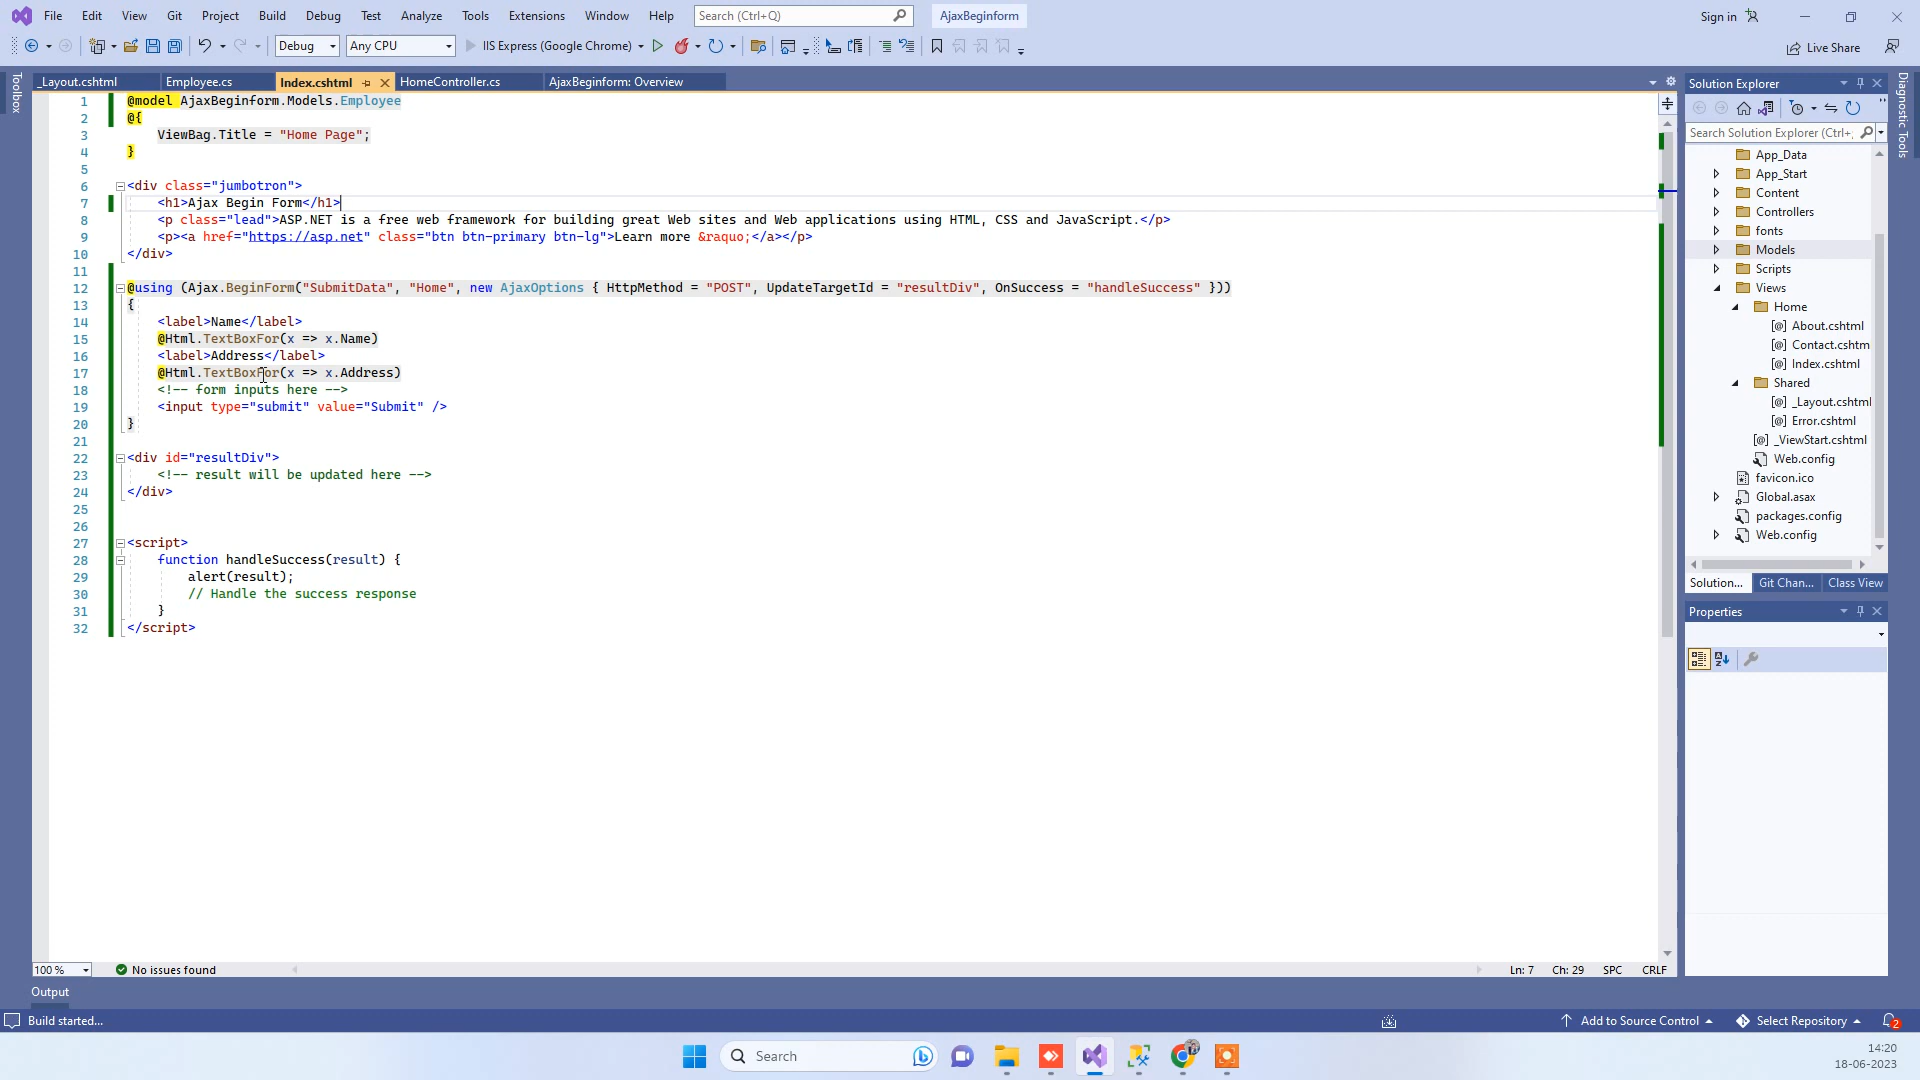 File Edit View Git Project Build Debug Test Analyze Tools Extensions Window Help Search (Ctrl+Q) AjaxBeginform Sign in
Debug Any CPU IIS Express (Google Chrome) Live Share
Toolbox
_Layout.cshtml Employee.cs Index.cshtml HomeController.cs AjaxBeginform: Overview
1 @model AjaxBeginform.Models.Employee
2 @{
3 ViewBag.Title = "Home Page";
4 }
5
6 <div class="jumbotron">
7 <h1>Ajax Begin Form</h1>
8 <p class="lead">ASP.NET is a free web framework for building great Web sites and Web applications using HTML, CSS and JavaScript.</p>
9 <p><a href="https://asp.net" class="btn btn-primary btn-lg">Learn more &raquo;</a></p>
10 </div>
11
12 @using (Ajax.BeginForm("SubmitData", "Home", new AjaxOptions { HttpMethod = "POST", UpdateTargetId = "resultDiv", OnSuccess = "handleSuccess" }))
13 {
14 <label>Name</label>
15 @Html.TextBoxFor(x => x.Name)
16 <label>Address</label>
17 @Html.TextBoxFor(x => x.Address)
18 <!-- form inputs here -->
19 <input type="submit" value="Submit" />
20 }
21
22 <div id="resultDiv">
23 <!-- result will be updated here -->
24 </div>
25
26
27 <script>
28 function handleSuccess(result) {
29 alert(result);
30 // Handle the success response
31 }
32 </script>
100 % No issues found Ln: 7 Ch: 29 SPC CRLF
Output
Build started... Add to Source Control Select Repository 2
Solution Explorer
Search Solution Explorer (Ctrl+;
App_Data
App_Start
Content
Controllers
fonts
Models
Scripts
Views
Home
About.cshtml
Contact.cshtm
Index.cshtml
Shared
_Layout.cshtml
Error.cshtml
_ViewStart.cshtml
Web.config
favicon.ico
Global.asax
packages.config
Web.config
Solution... Git Chan... Class View
Properties
Diagnostic Tools
Search
14:20
18-06-2023